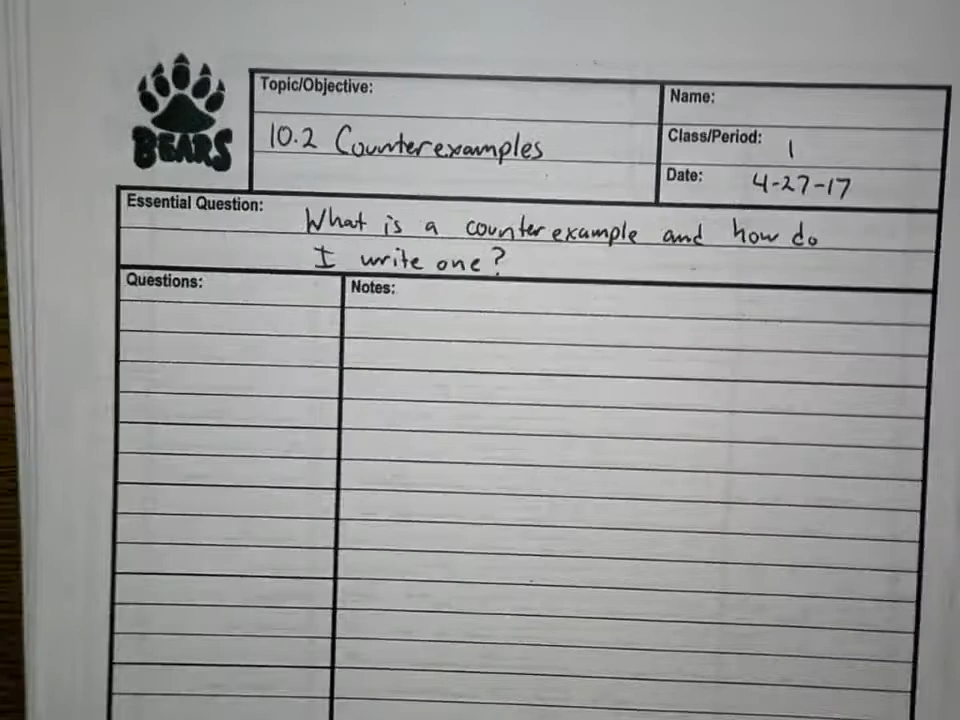 BEARS
Topic/Objective:
10.2 Counterexamples
Name:
Class/Period: 1
Date: 4-27-17
Essential Question: What is a counterexample and how do
I write one?
Questions:
Notes: